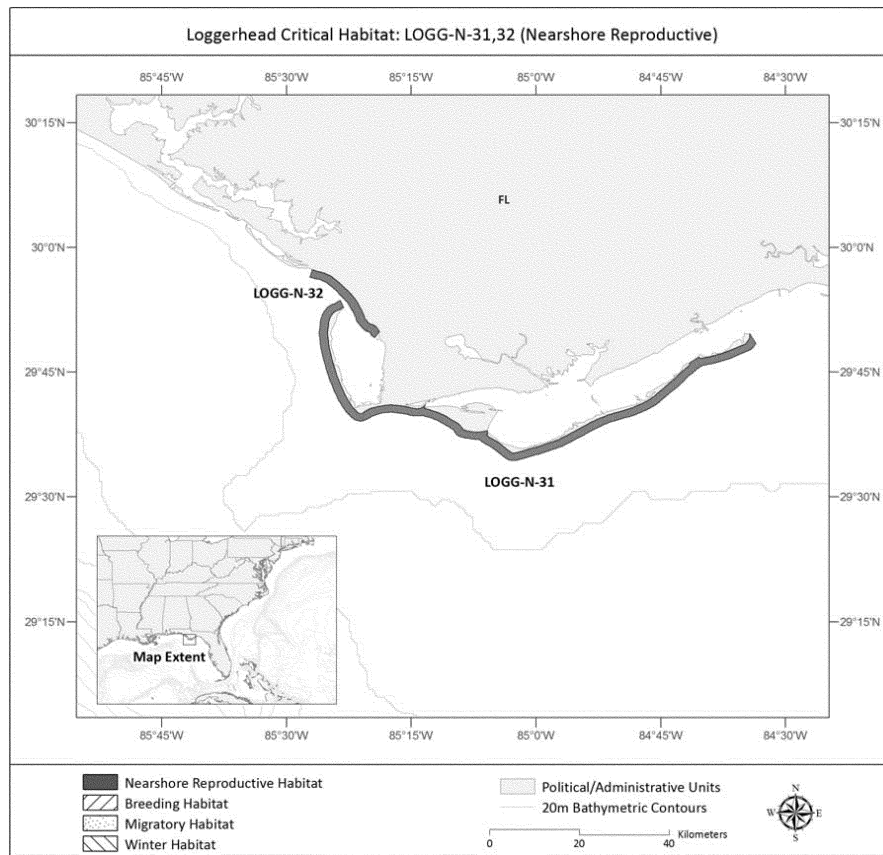 Loggerhead Critical Habitat: LOGG-N-31,32 (Nearshore Reproductive)
85°45'W 85°30'W 85°15'W 85°0'W 84°45'W 84°30'W
30°15'N 30°15'N
FL
30°0'N 30°0'N
LOGG-N-32
29°45'N 29°45'N
LOGG-N-31
29°30'N 29°30'N
29°15'N 29°15'N
Map Extent
85°45'W 85°30'W 85°15'W 85°0'W 84°45'W 84°30'W
Nearshore Reproductive Habitat
Breeding Habitat
Migratory Habitat
Winter Habitat
Political/Administrative Units
20m Bathymetric Contours
Kilometers
0 20 40
N
W E
S